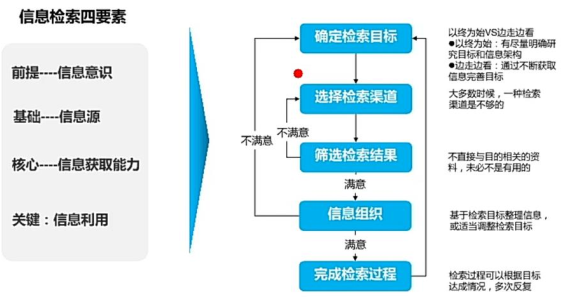 信息检索四要素
前提----信息意识
基础----信息源
核心----信息获取能力
关键：信息利用
确定检索目标
选择检索渠道
不满意
不满意
筛选检索结果
满意
信息组织
满意
完成检索过程
以终为始VS边走边看
●以终为始：有尽量明确研
究目标和信息架构
●边走边看：通过不断获取
信息完善目标
大多数时候，一种检索
渠道是不够的
不直接与目的相关的资
料，未必不是有用的
基于检索目标整理信息，
或适当调整检索目标
检索过程可以根据目标
达成情况，多次反复